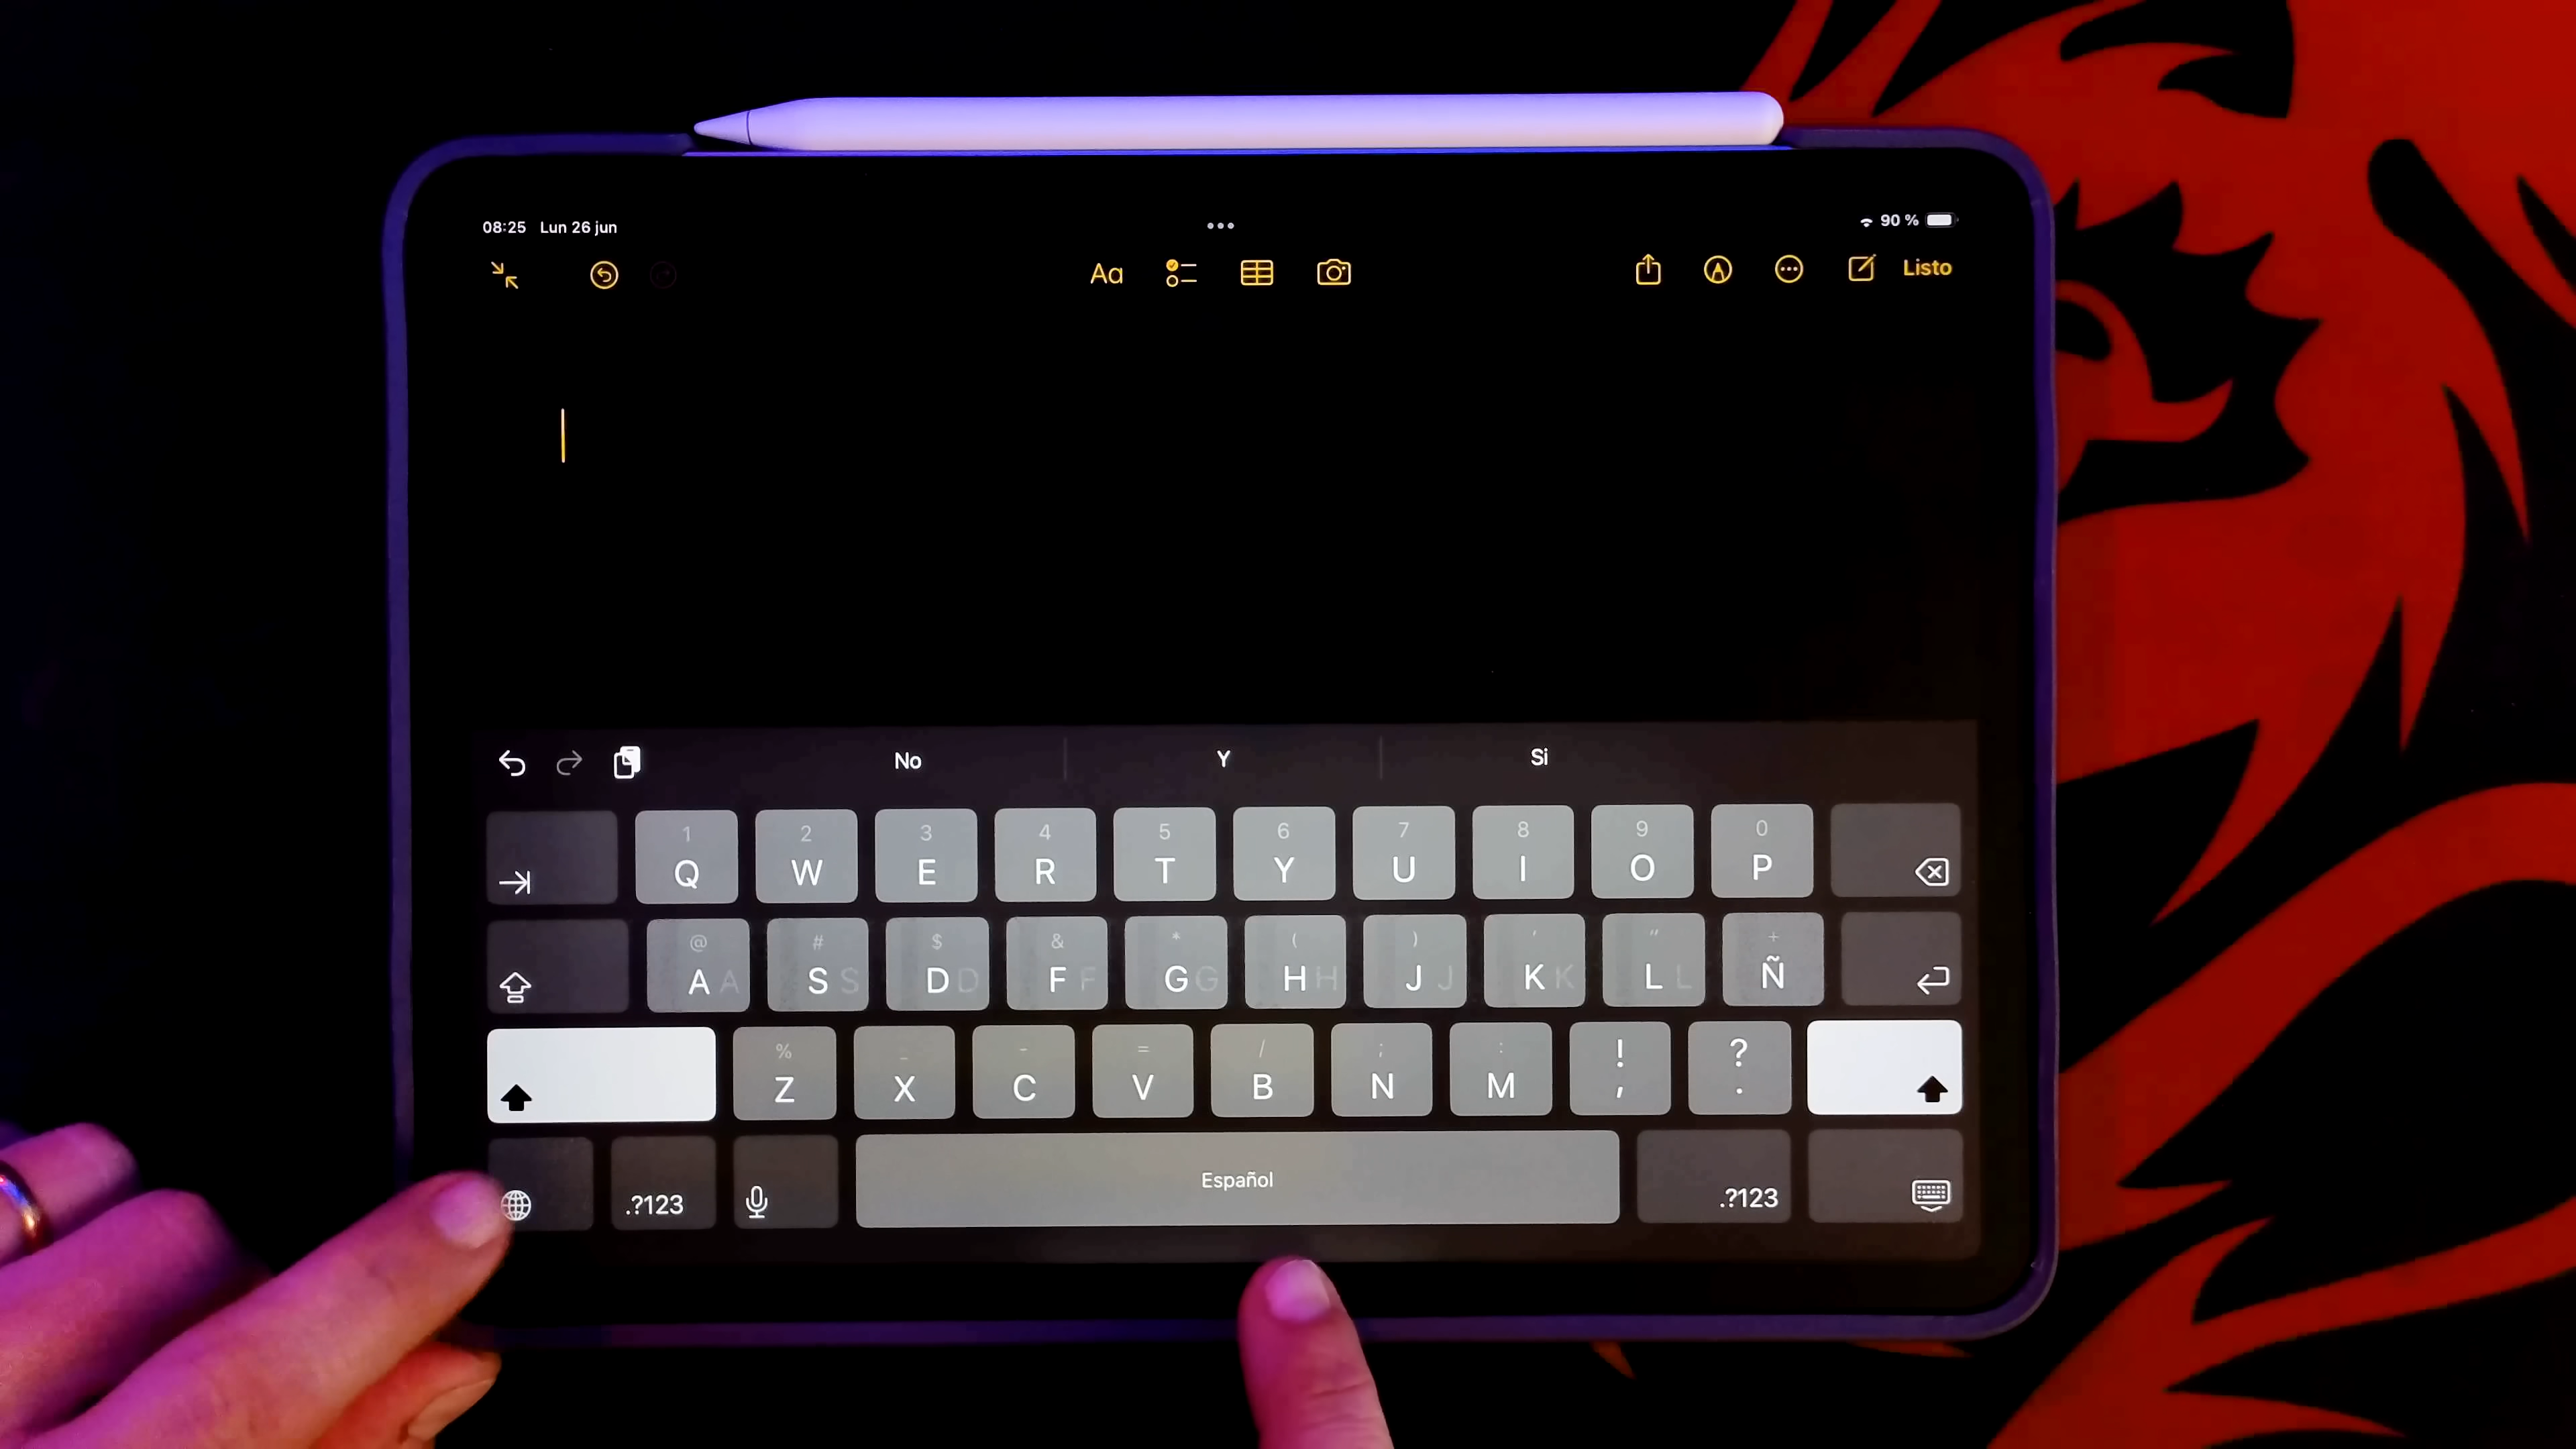 08:25 Lun 26 jun
90 %
Aa
Listo
No Y Si
1 2 3 4 5 6 7 8 9 0
Q W E R T Y U I O P
@ # $ & * ( ) ' " +
A S D F G H J K L Ñ
% _ - = / ; : ! ?
Z X C V B N M , .
.?123 Español .?123